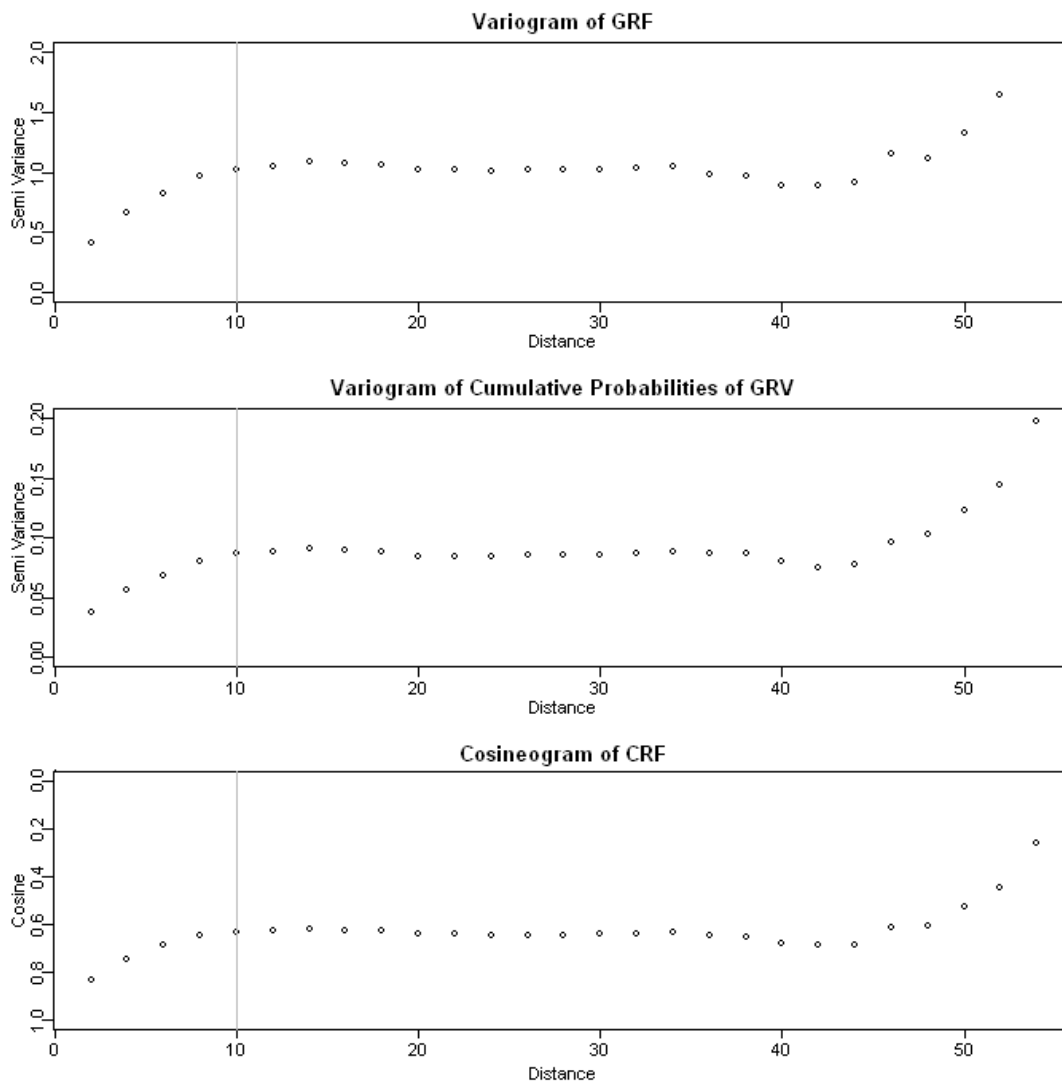 Variogram of GRF
2.0
1.5
1.0
0.5
0.0
Semi Variance
0 10 20 30 40 50
Distance
Variogram of Cumulative Probabilities of GRV
0.20
0.15
0.10
0.05
0.00
Semi Variance
0 10 20 30 40 50
Distance
Cosineogram of CRF
0.0
0.2
0.4
0.6
0.8
1.0
Cosine
0 10 20 30 40 50
Distance